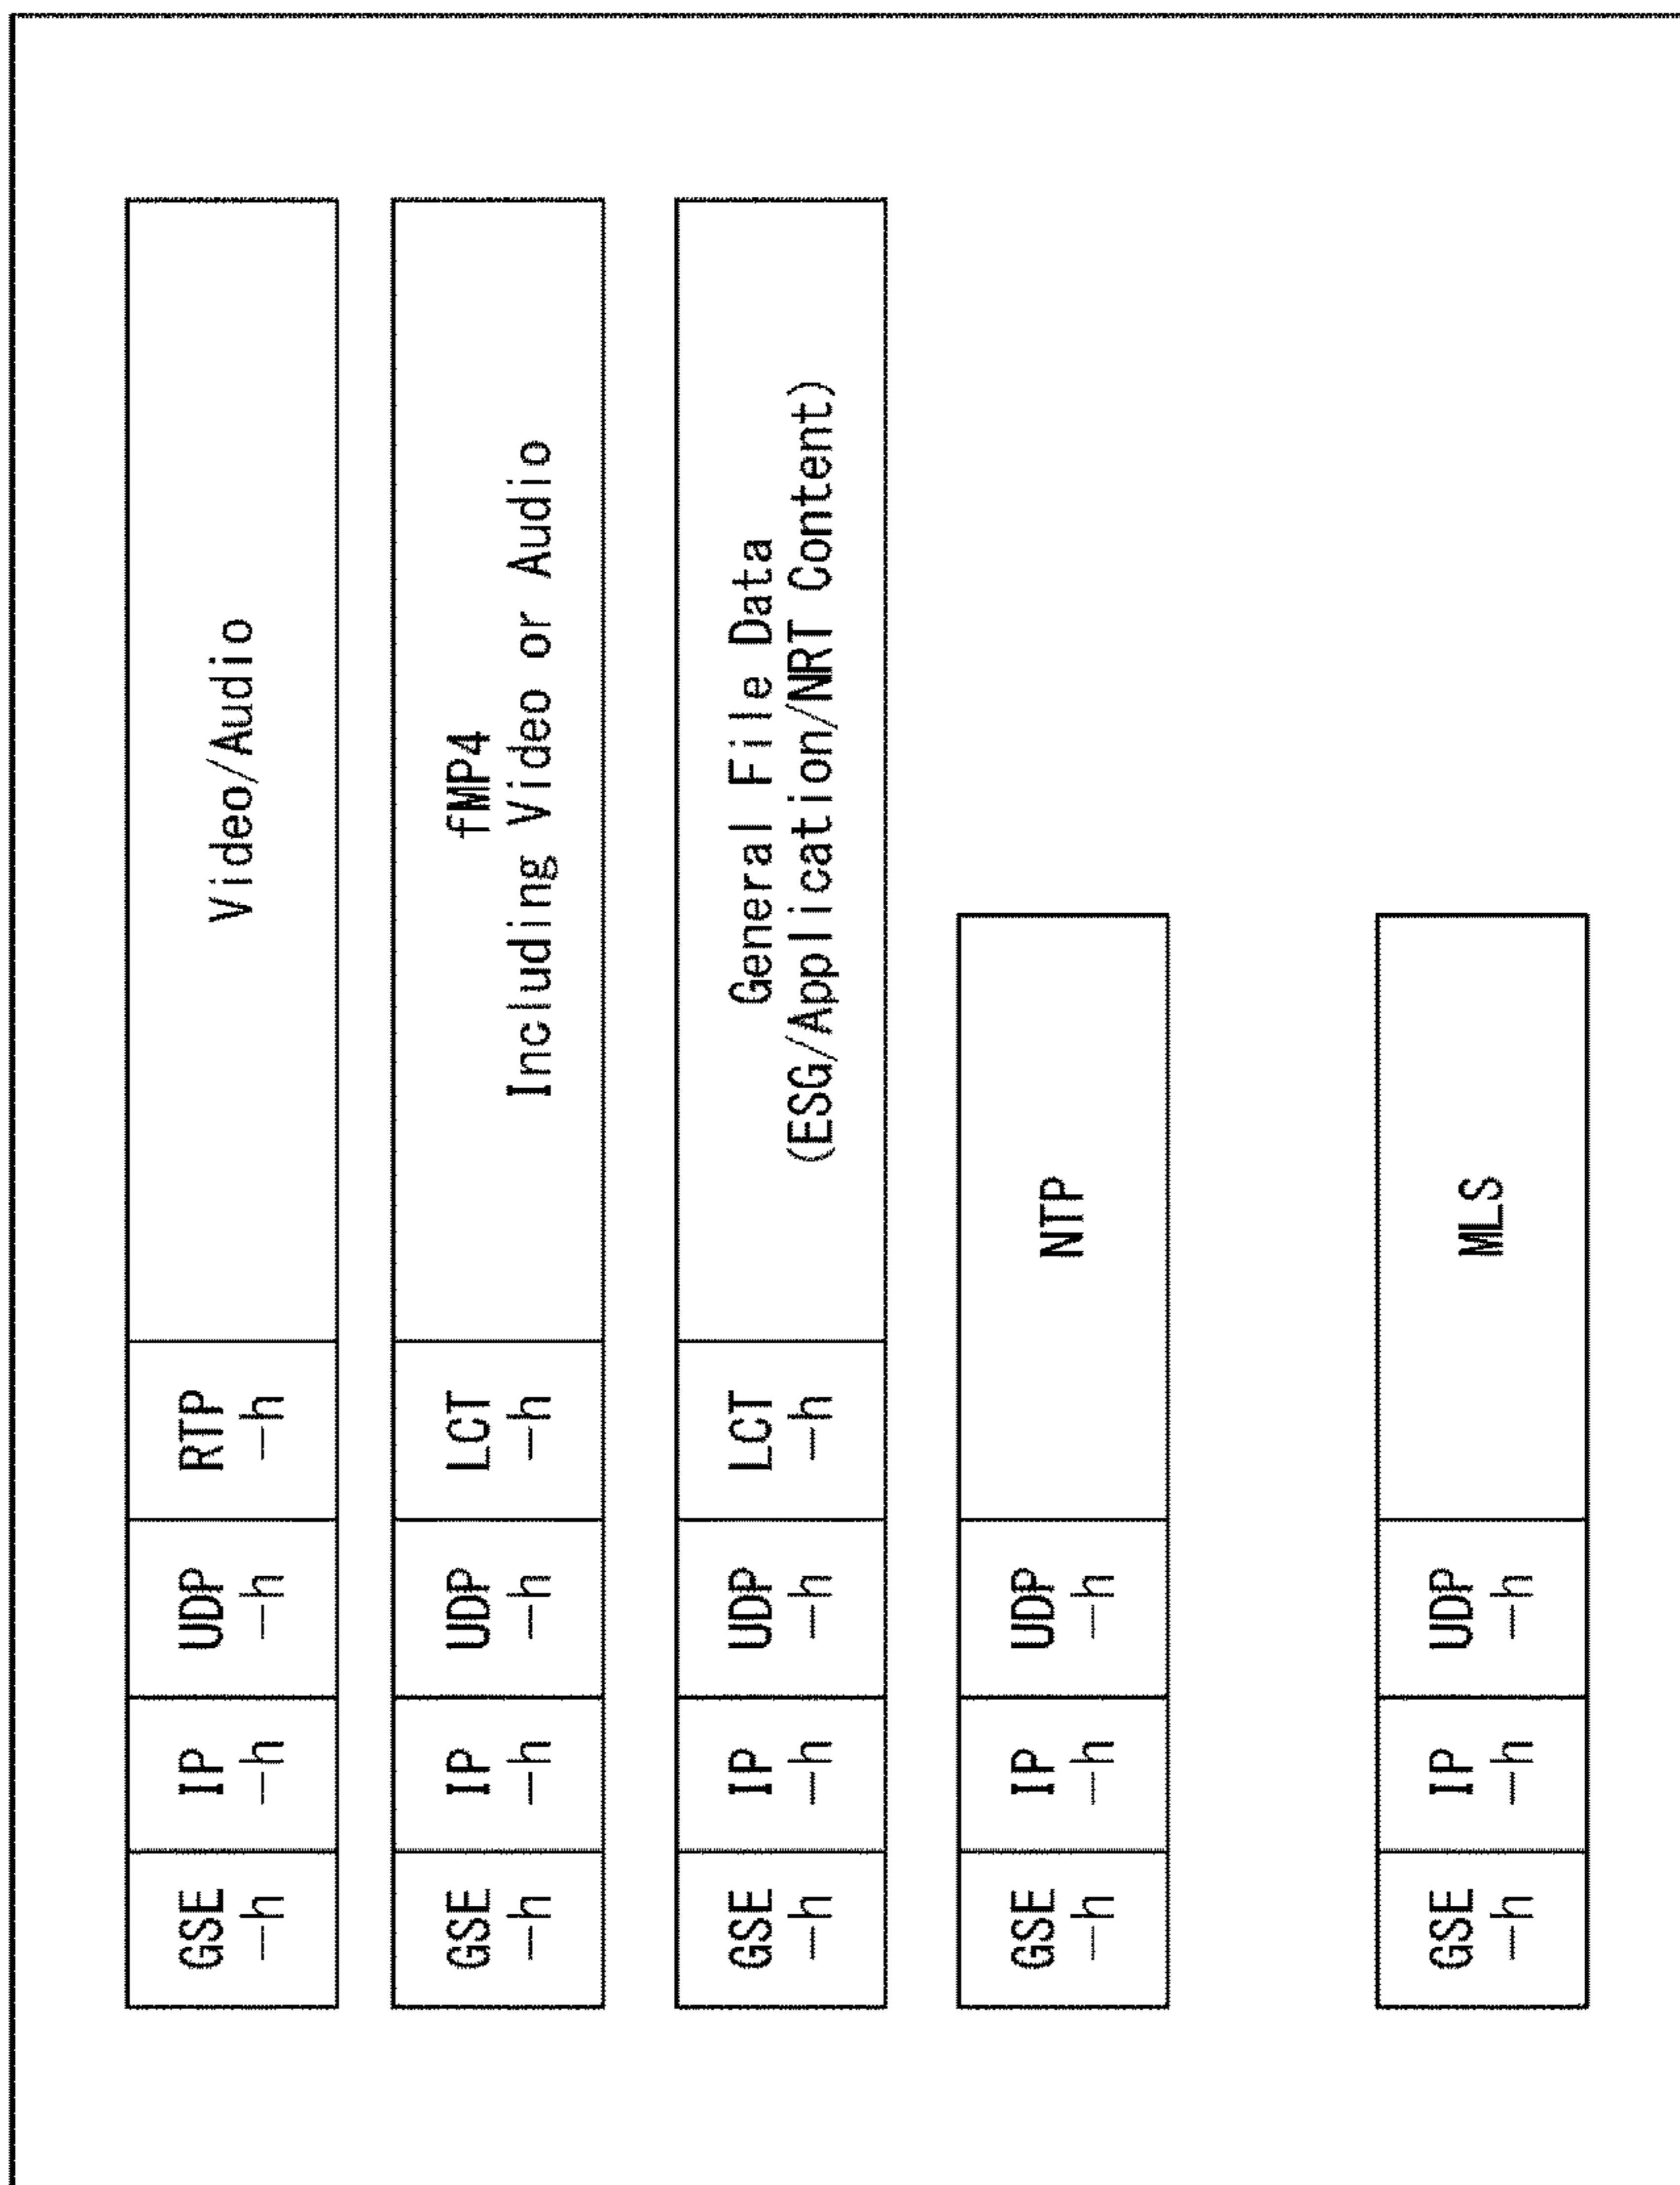 GSE
-h
IP
-h
UDP
-h
RTP
-h
Video/Audio
GSE
-h
IP
-h
UDP
-h
LCT
-h
fMP4
Including Video or Audio
GSE
-h
IP
-h
UDP
-h
LCT
-h
General File Data
(ESG/Application/NRT Content)
GSE
-h
IP
-h
UDP
-h
NTP
GSE
-h
IP
-h
UDP
-h
MLS